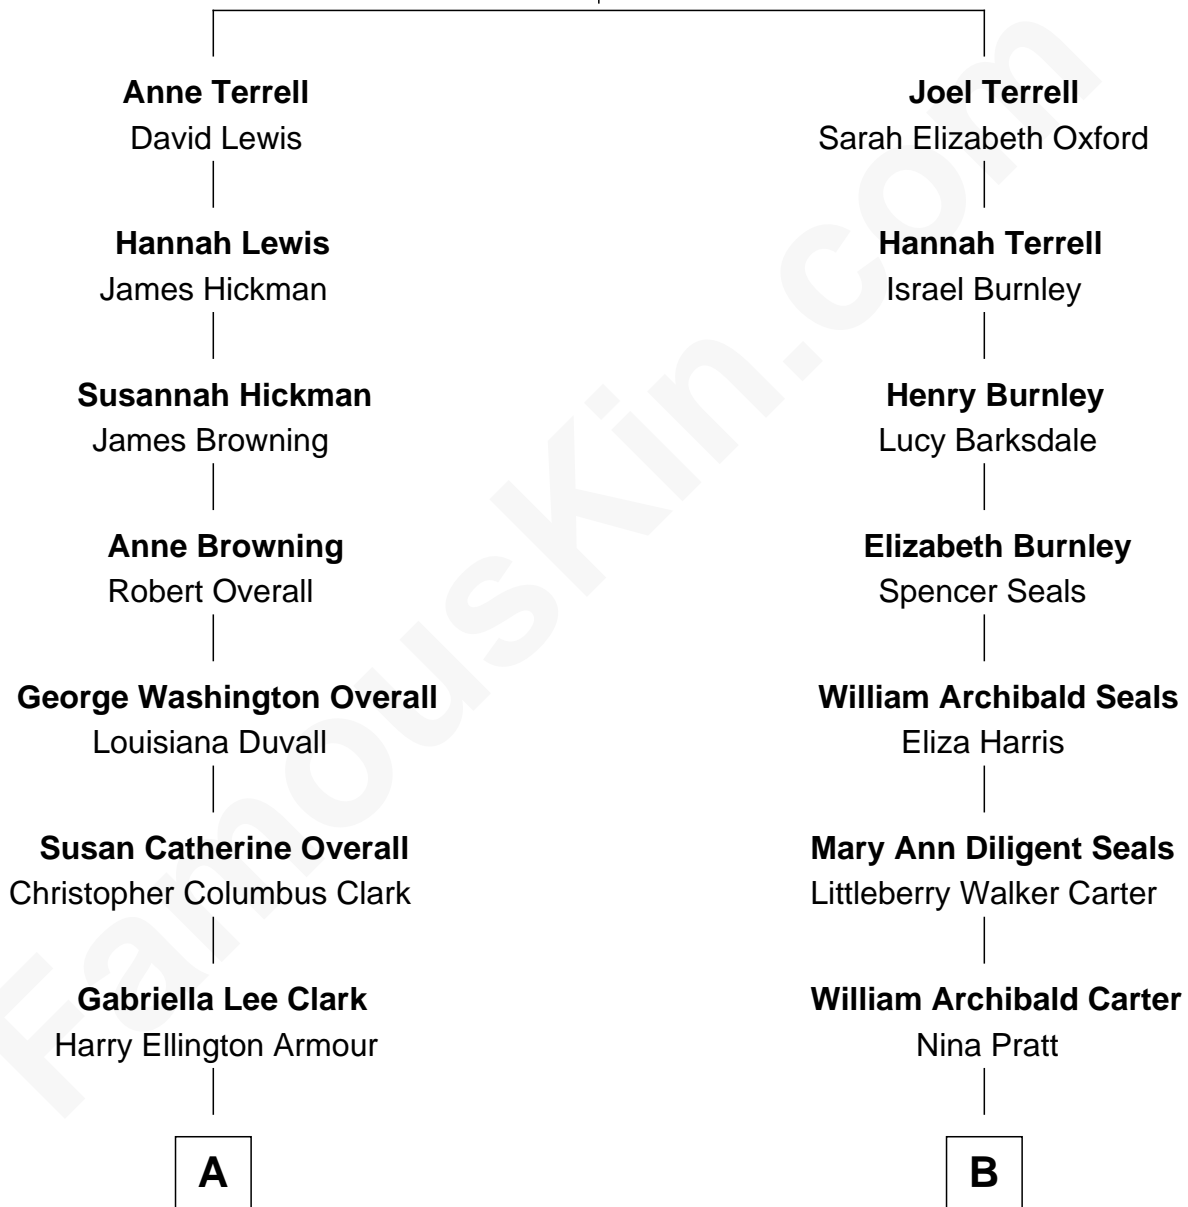 Anne Terrell
David Lewis
Hannah Lewis
James Hickman
Susannah Hickman
James Browning
Anne Browning
Robert Overall
George Washington Overall
Louisiana Duvall
Susan Catherine Overall
Christopher Columbus Clark
Gabriella Lee Clark
Harry Ellington Armour
A
Joel Terrell
Sarah Elizabeth Oxford
Hannah Terrell
Israel Burnley
Henry Burnley
Lucy Barksdale
Elizabeth Burnley
Spencer Seals
William Archibald Seals
Eliza Harris
Mary Ann Diligent Seals
Littleberry Walker Carter
William Archibald Carter
Nina Pratt
B
FamousKin.com